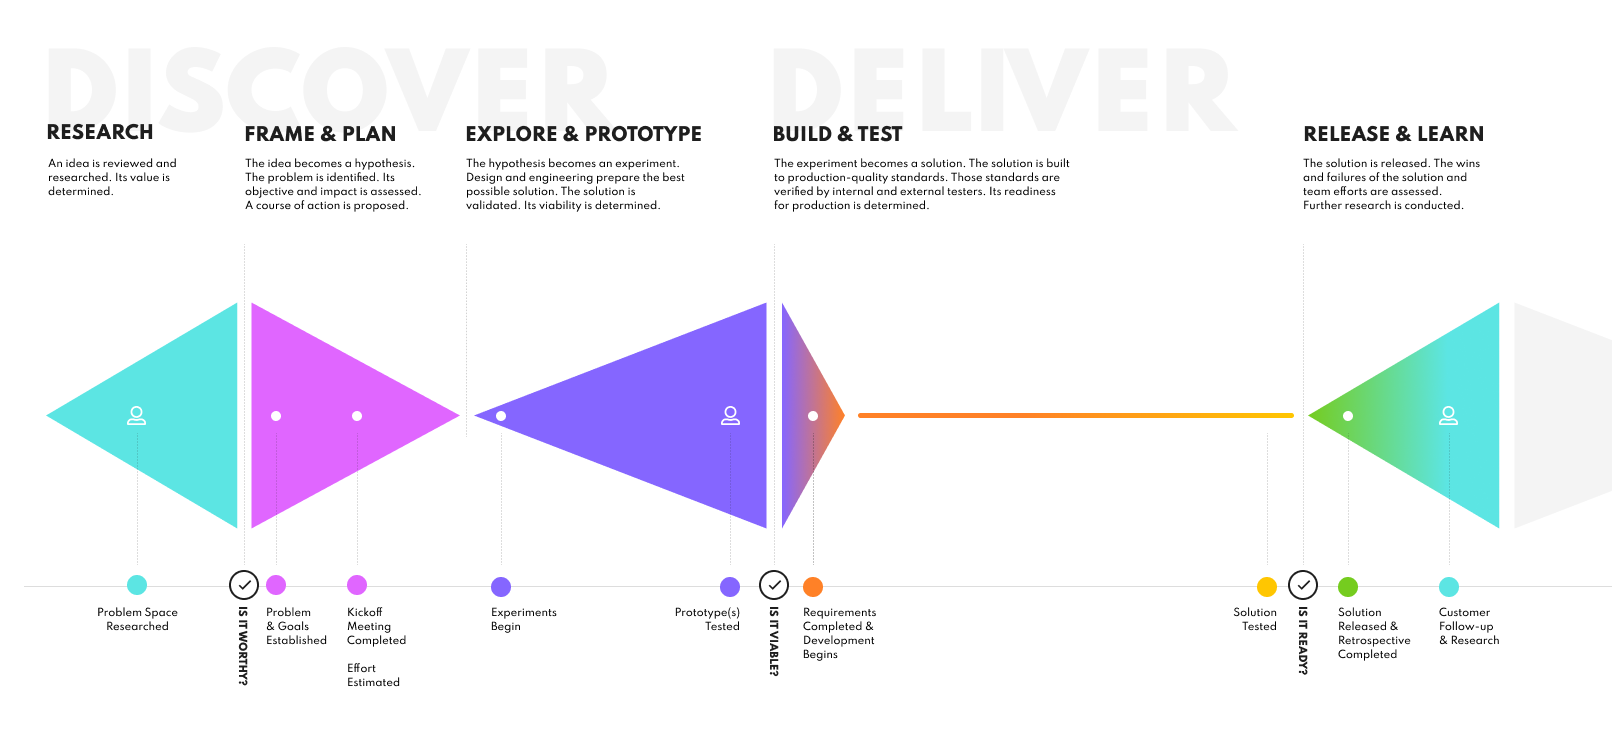 DISCOVER
DELIVER
RESEARCH
An idea is reviewed and
researched. Its value is
determined.
FRAME & PLAN
The idea becomes a hypothesis.
The problem is identified. Its
objective and impact is assessed.
A course of action is proposed.
EXPLORE & PROTOTYPE
The hypothesis becomes an experiment.
Design and engineering prepare the best
possible solution. The solution is
validated. Its viability is determined.
BUILD & TEST
The experiment becomes a solution. The solution is built
to production-quality standards. Those standards are
verified by internal and external testers. Its readiness
for production is determined.
RELEASE & LEARN
The solution is released. The wins
and failures of the solution and
team efforts are assessed.
Further research is conducted.
Problem Space
Researched
IS IT WORTHY?
Problem
& Goals
Established
Kickoff
Meeting
Completed
Effort
Estimated
Experiments
Begin
Prototype(s)
Tested
IS IT VIABLE?
Requirements
Completed &
Development
Begins
Solution
Tested
IS IT READY?
Solution
Released &
Retrospective
Completed
Customer
Follow-up
& Research